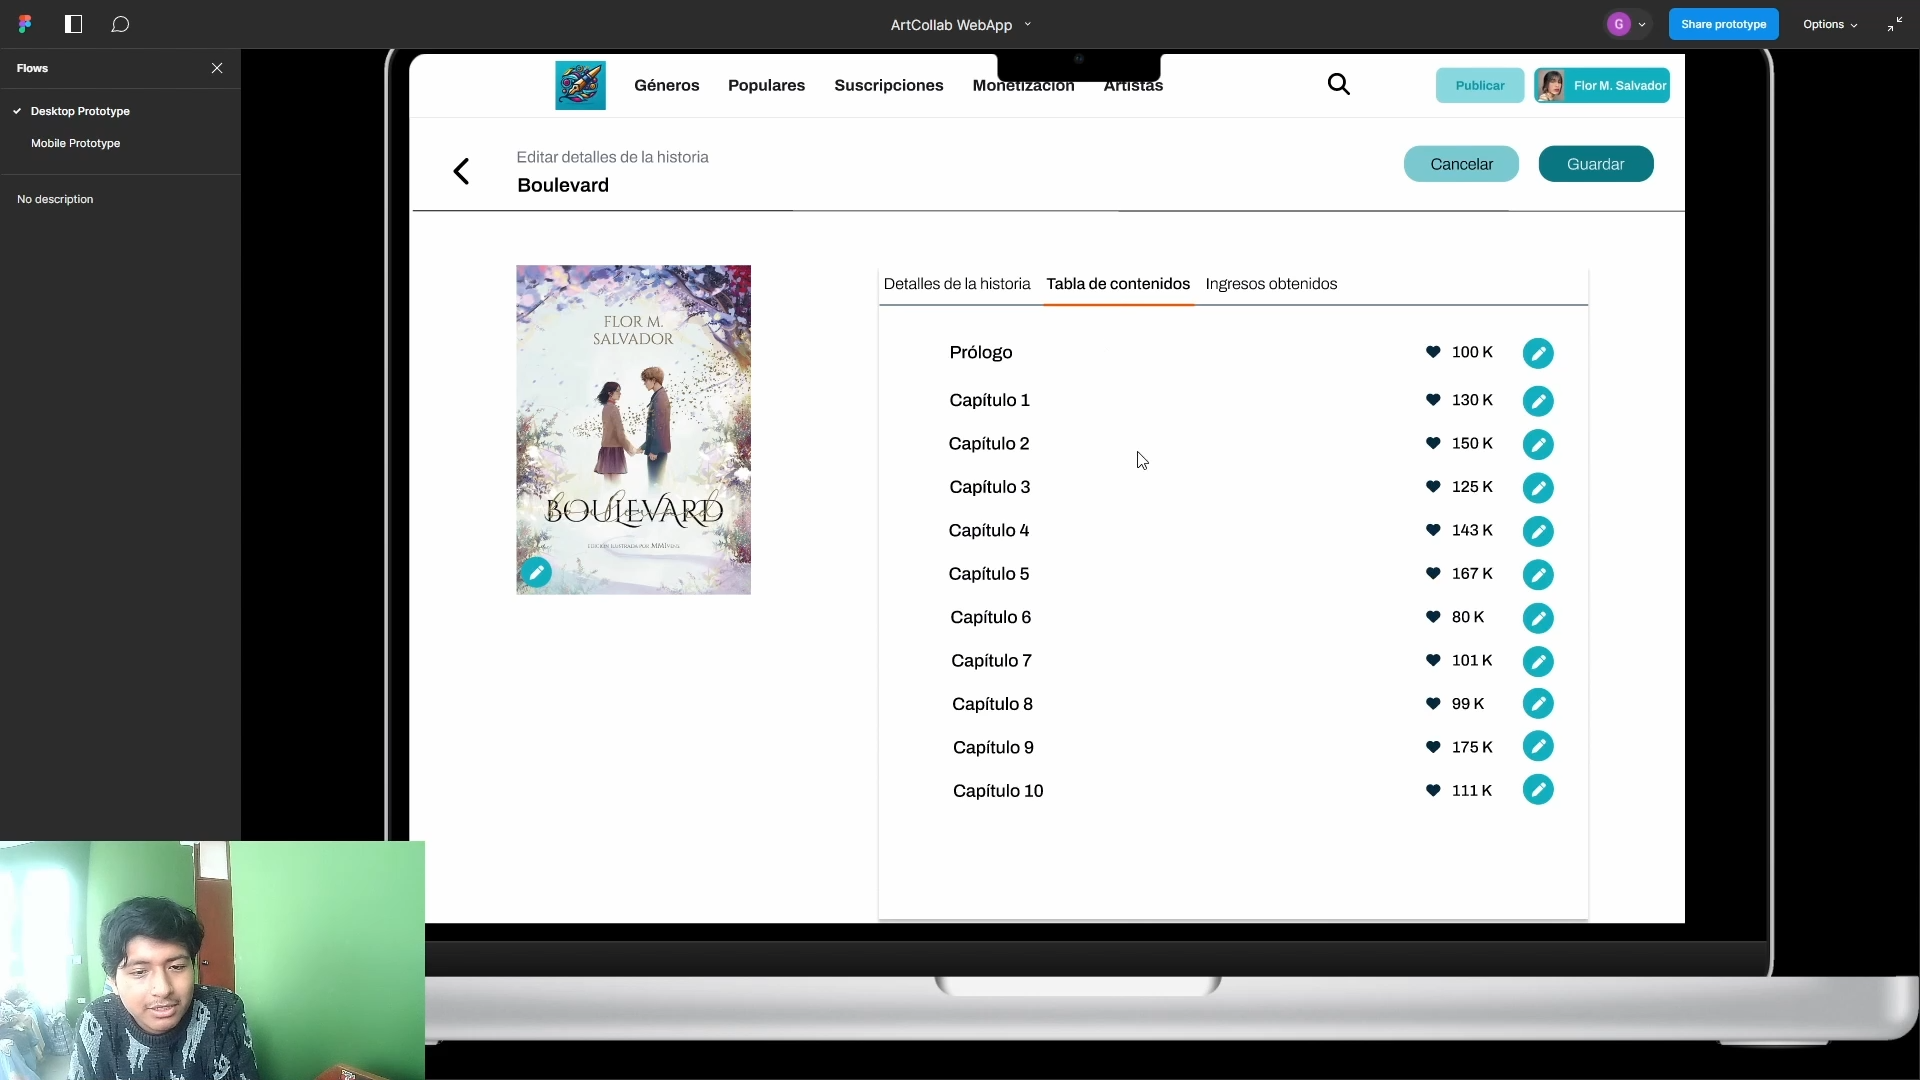 ArtCollab WebApp
G
Share prototype
Options
Flows
Desktop Prototype
Mobile Prototype
No description
Géneros
Populares
Suscripciones
Monetización
Artistas
Publicar
Flor M. Salvador
Editar detalles de la historia
Boulevard
Cancelar
Guardar
FLOR M.
SALVADOR
BOULEVARD
Detalles de la historia
Tabla de contenidos
Ingresos obtenidos
Prólogo
100 K
Capítulo 1
130 K
Capítulo 2
150 K
Capítulo 3
125 K
Capítulo 4
143 K
Capítulo 5
167 K
Capítulo 6
80 K
Capítulo 7
101 K
Capítulo 8
99 K
Capítulo 9
175 K
Capítulo 10
111 K